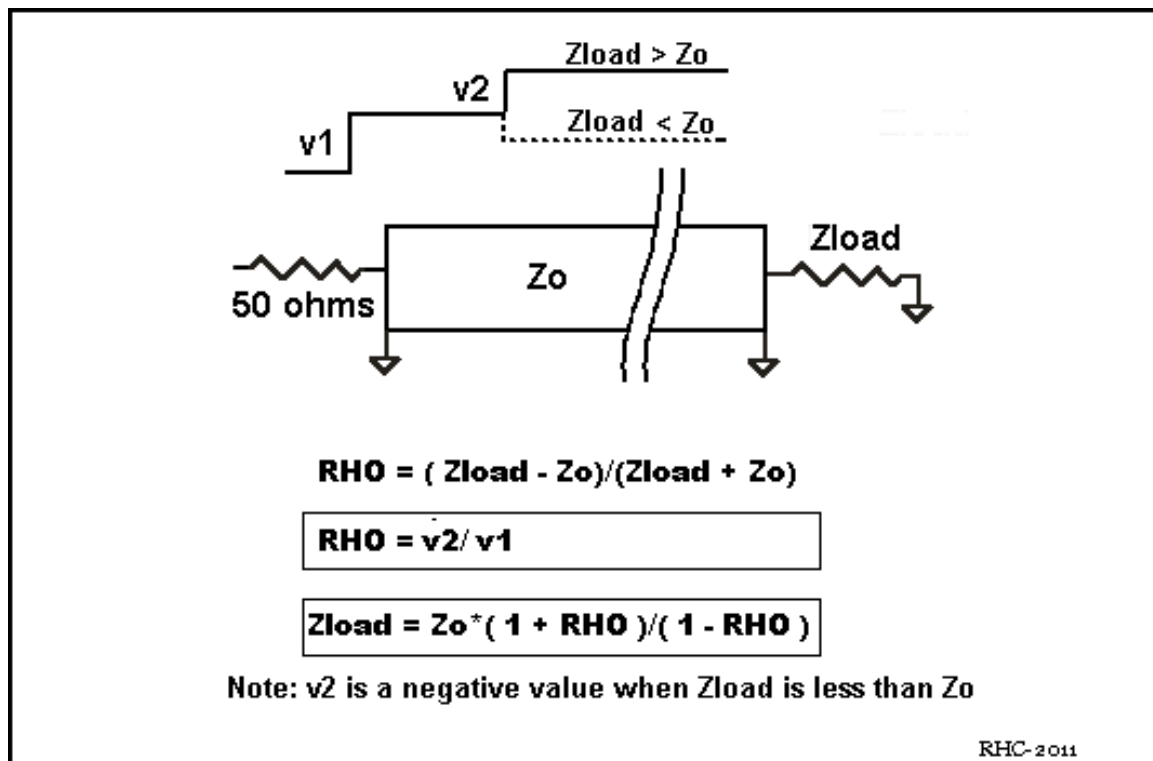 Zload > Zo
v2
Zload < Zo
v1
Zload
Zo
50 ohms
RHO = ( Zload - Zo)/(Zload + Zo)
RHO = v2/ v1
Zload = Zo*( 1 + RHO )/( 1 - RHO )
Note: v2 is a negative value when Zload is less than Zo
RHC-2011